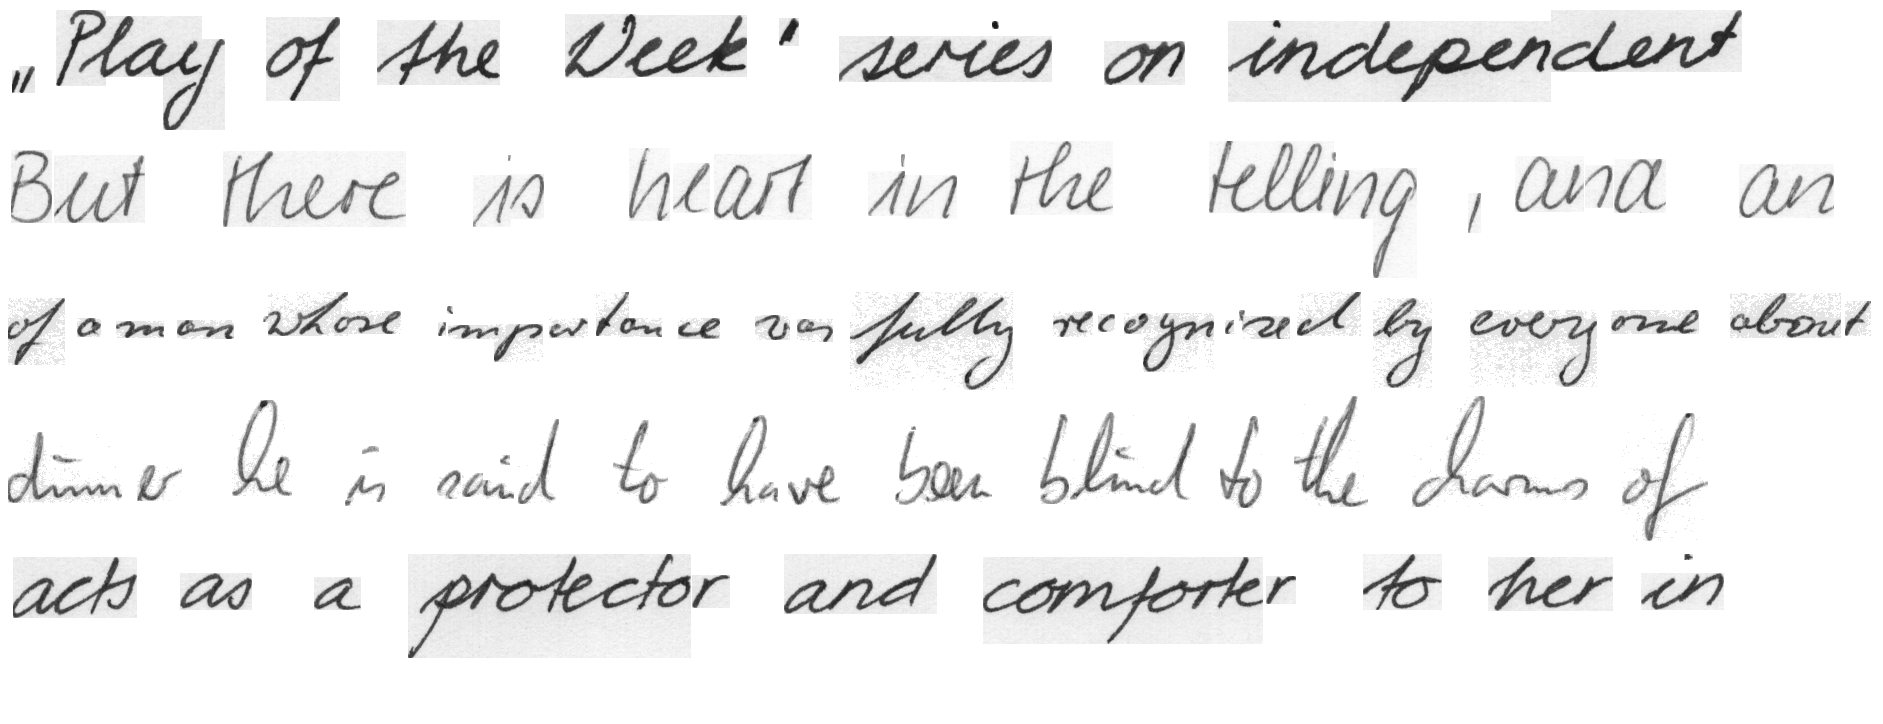 „Play of the Week" series on independent
But there is heart in the telling, and an
of a man whose importance was fully recognized by everyone about
dinner he is said to have been blind to the charms of
acts as a protector and comforter to her in